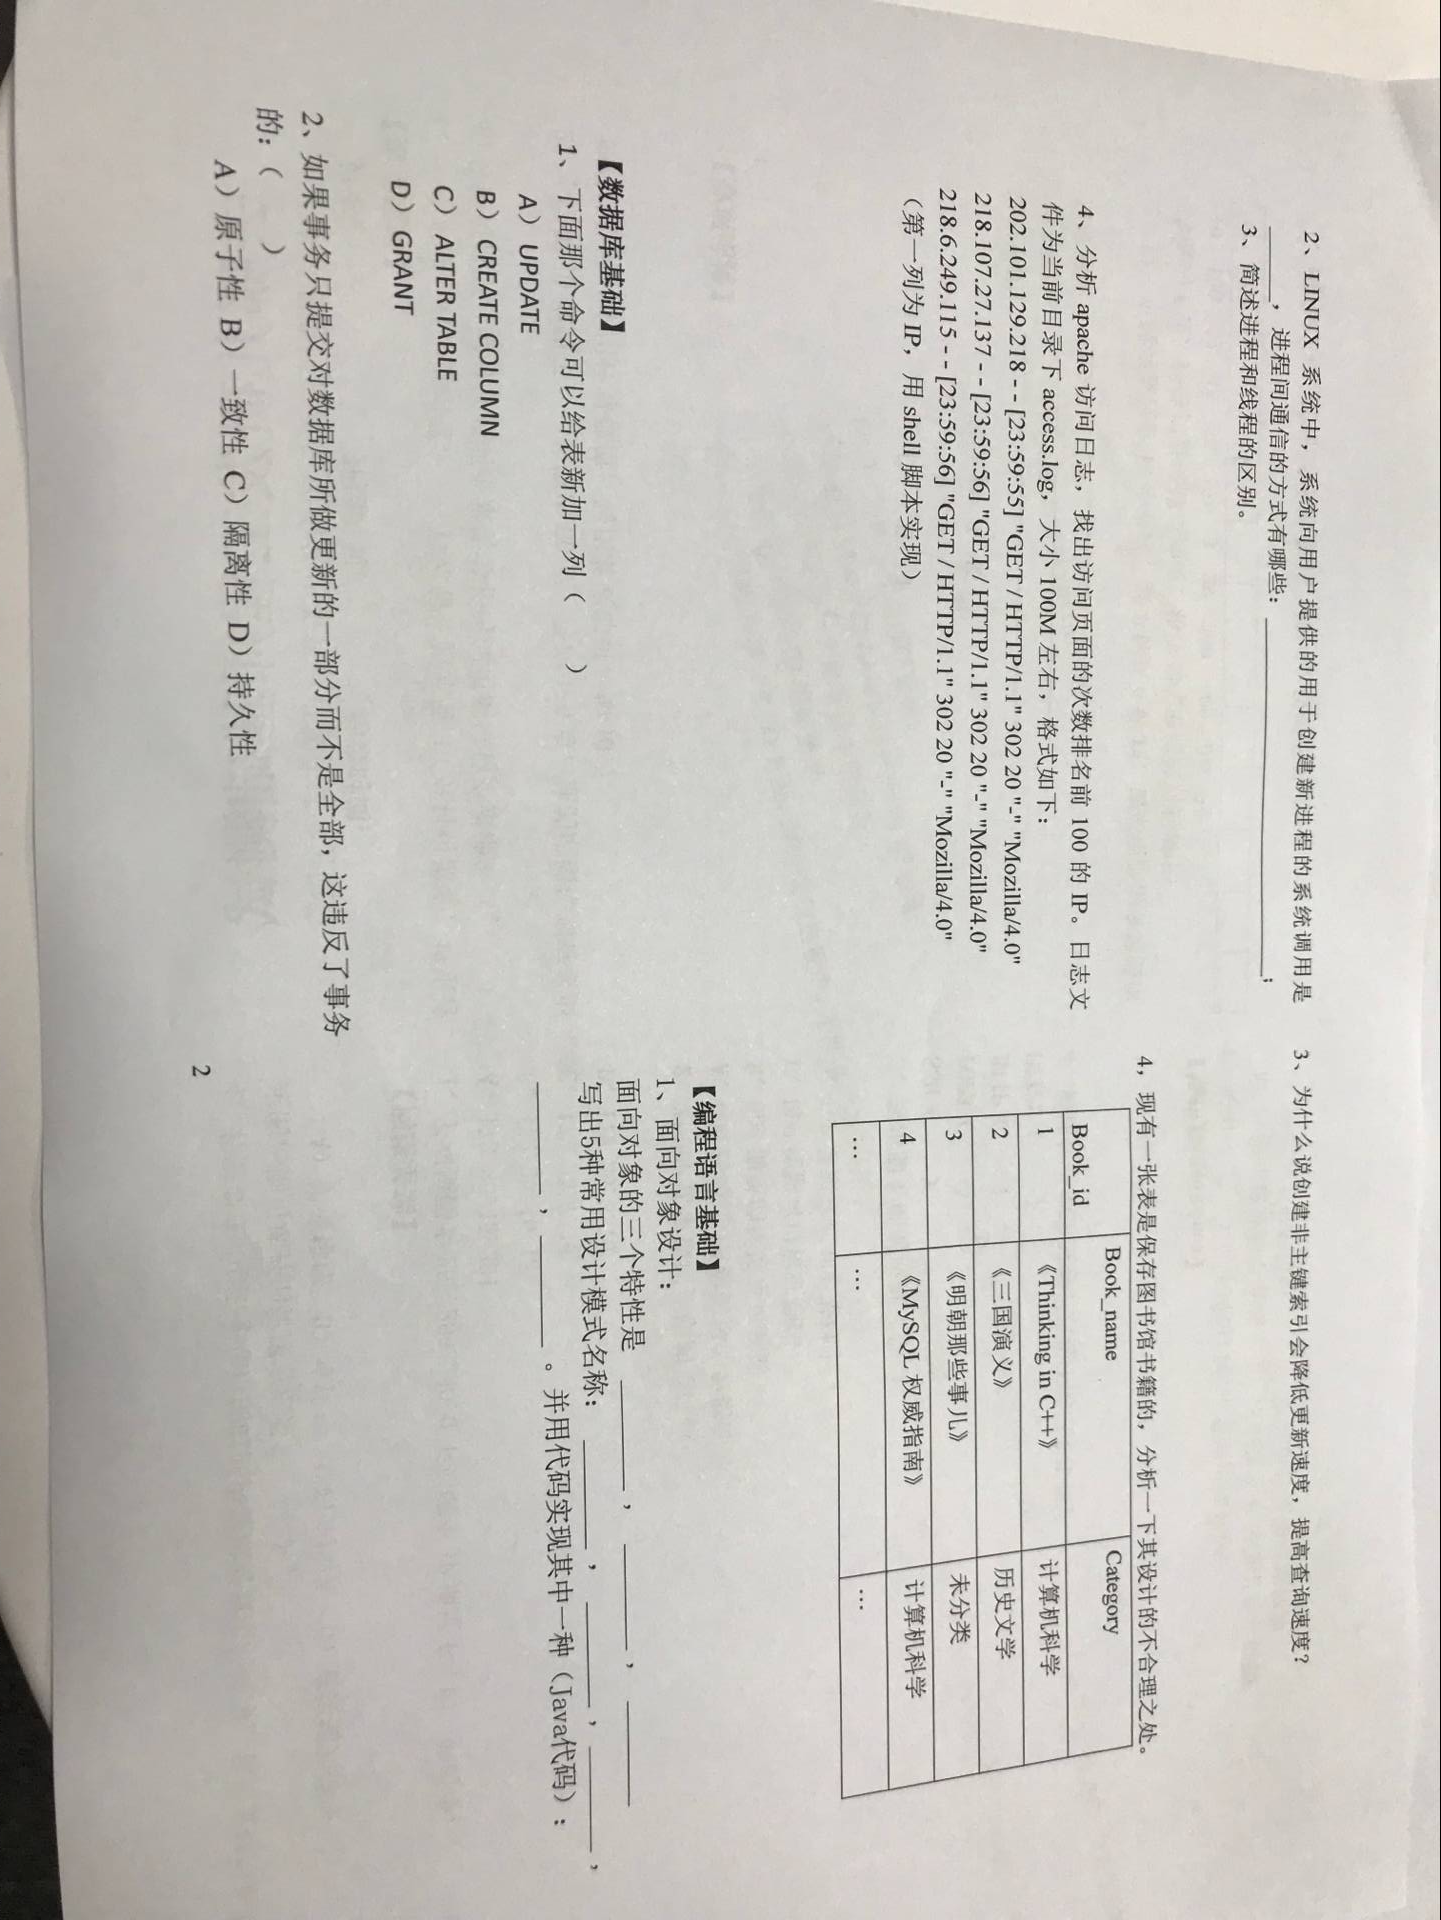 2、LINUX 系统中，系统向用户提供的用于创建新进程的系统调用是
______，进程间通信的方式有哪些：____________________；
3、简述进程和线程的区别。
4、分析 apache 访问日志，找出访问页面的次数排名前 100 的 IP。日志文
件为当前目录下 access.log，大小 100M 左右，格式如下：
202.101.129.218 - - [23:59:55] "GET / HTTP/1.1" 302 20 "-" "Mozilla/4.0"
218.107.27.137 - - [23:59:56] "GET / HTTP/1.1" 302 20 "-" "Mozilla/4.0"
218.6.249.115 - - [23:59:56] "GET / HTTP/1.1" 302 20 "-" "Mozilla/4.0"
（第一列为 IP，用 shell 脚本实现）
【数据库基础】
1、下面那个命令可以给表新加一列（ ）
A） UPDATE
B） CREATE COLUMN
C） ALTER TABLE
D） GRANT
2、如果事务只提交对数据库所做更新的一部分而不是全部，这违反了事务
的：（ ）
A）原子性 B）一致性 C）隔离性 D）持久性
3、为什么说创建非主键索引会降低更新速度，提高查询速度？
4，现有一张表是保存图书馆书籍的，分析一下其设计的不合理之处。
Book_id Book_name Category
1 《Thinking in C++》 计算机科学
2 《三国演义》 历史文学
3 《明朝那些事儿》 未分类
4 《MySQL 权威指南》 计算机科学
… … …
【编程语言基础】
1、面向对象设计：
面向对象的三个特性是 ______，______，______
写出5种常用设计模式名称：______，______，______，
______，______。并用代码实现其中一种（Java代码）：
2